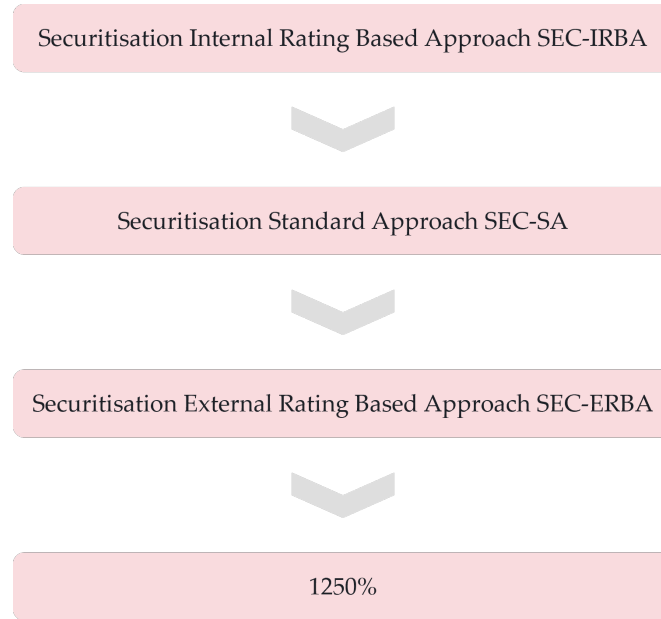 Securitisation Internal Rating Based Approach SEC-IRBA
Securitisation Standard Approach SEC-SA
Securitisation External Rating Based Approach SEC-ERBA
1250%